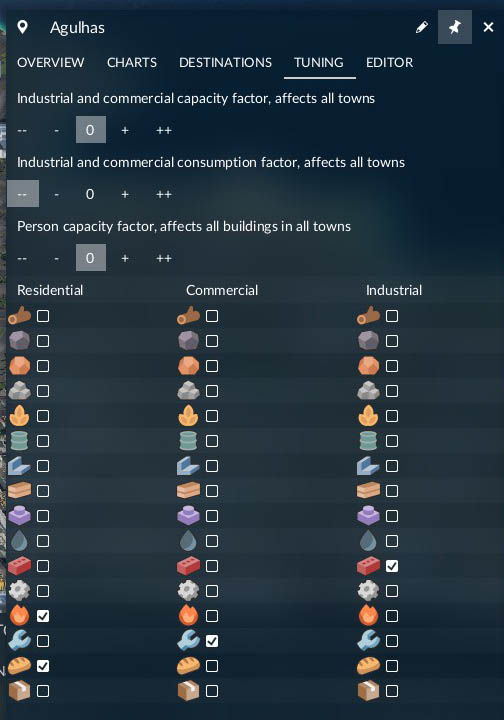 Agulhas
OVERVIEW CHARTS DESTINATIONS TUNING EDITOR
Industrial and commercial capacity factor, affects all towns
-- - 0 + ++
Industrial and commercial consumption factor, affects all towns
-- - 0 + ++
Person capacity factor, affects all buildings in all towns
-- - 0 + ++
Residential Commercial Industrial